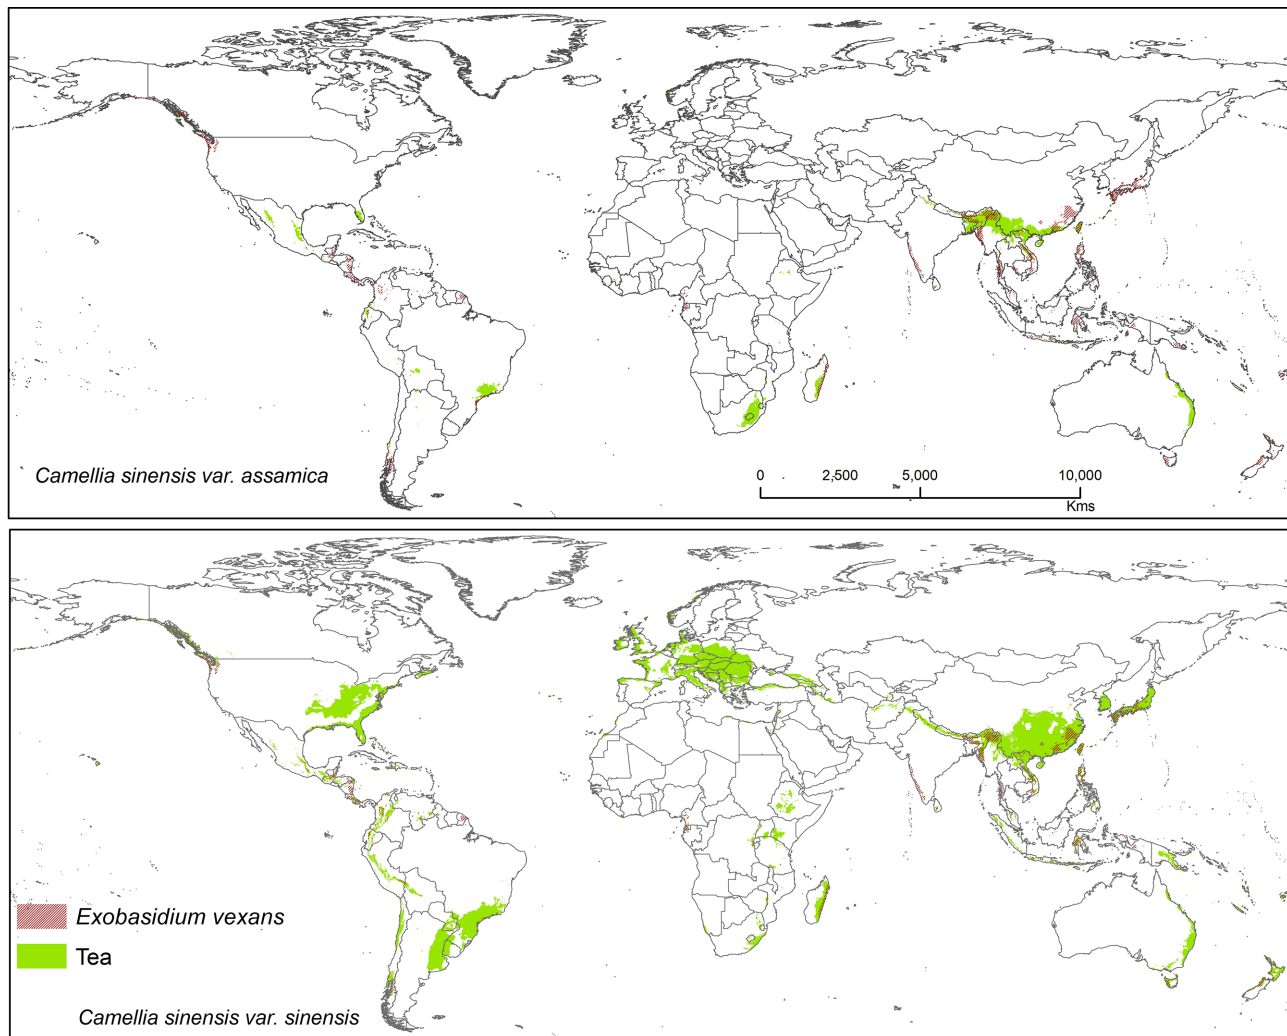 Camellia sinensis var. assamica
0 2,500 5,000 10,000
Kms
Exobasidium vexans
Tea
Camellia sinensis var. sinensis